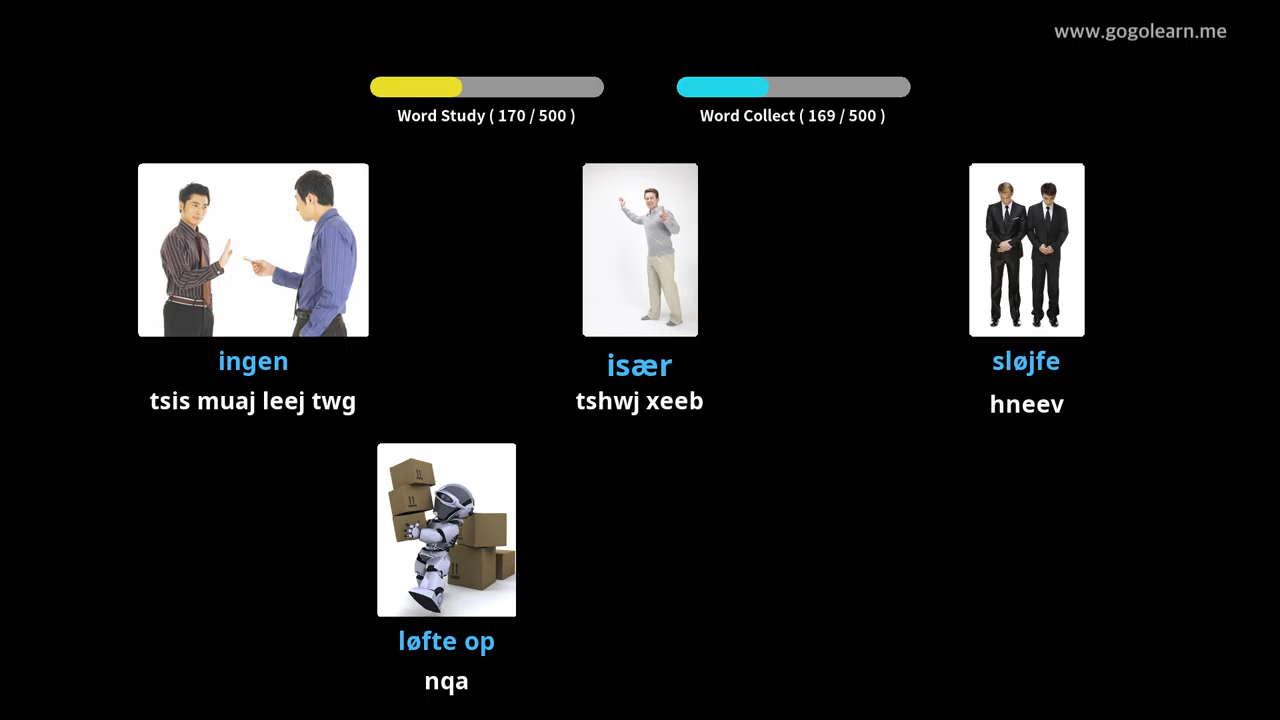 www.gogolearn.me
Word Study ( 170 / 500 )
Word Collect ( 169 / 500 )
ingen
tsis muaj leej twg
især
tshwj xeeb
sløjfe
hneev
løfte op
nqa